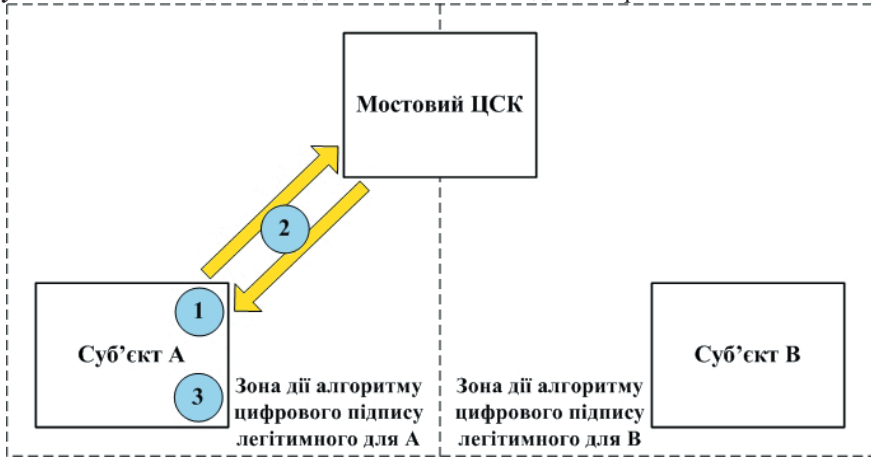 Мостовий ЦСК
2
1
Суб’єкт А
3
Суб’єкт В
Зона дії алгоритму
цифрового підпису
легітимного для А
Зона дії алгоритму
цифрового підпису
легітимного для В